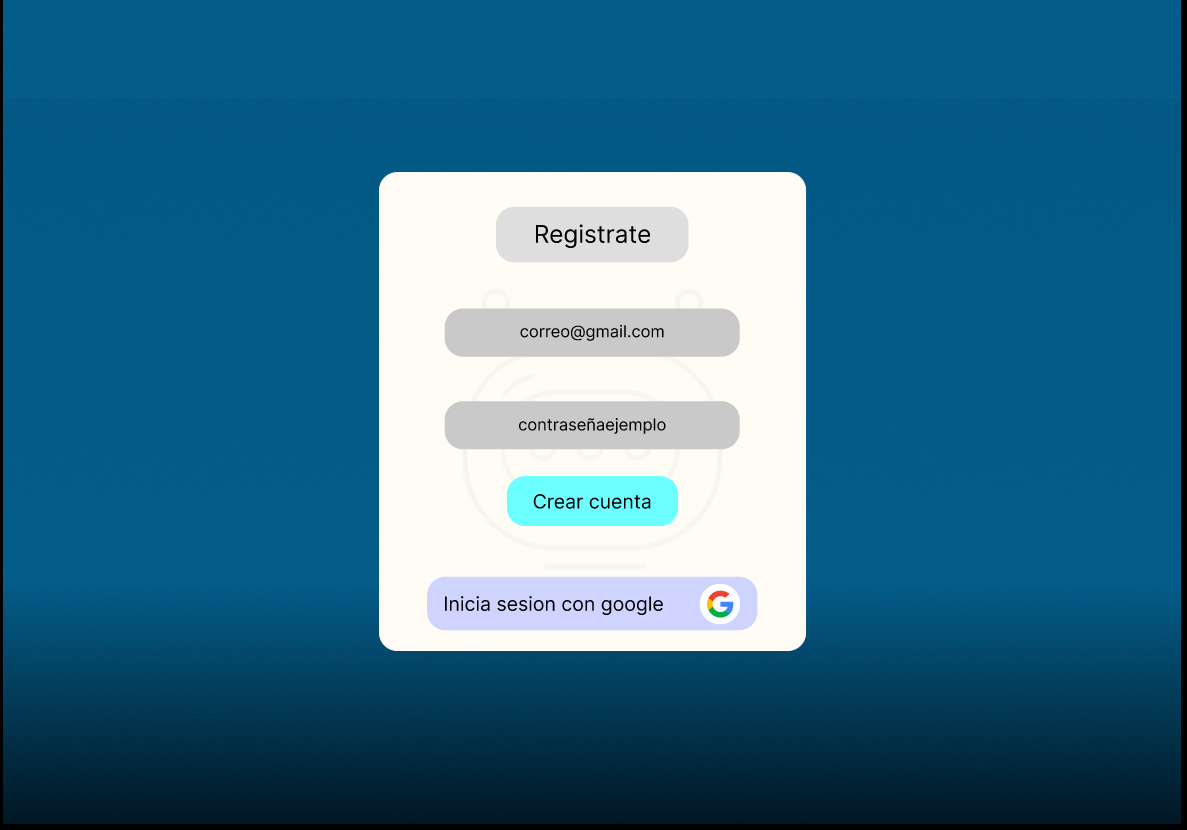 Registrate
correo@gmail.com
contraseñaejemplo
Crear cuenta
Inicia sesion con google